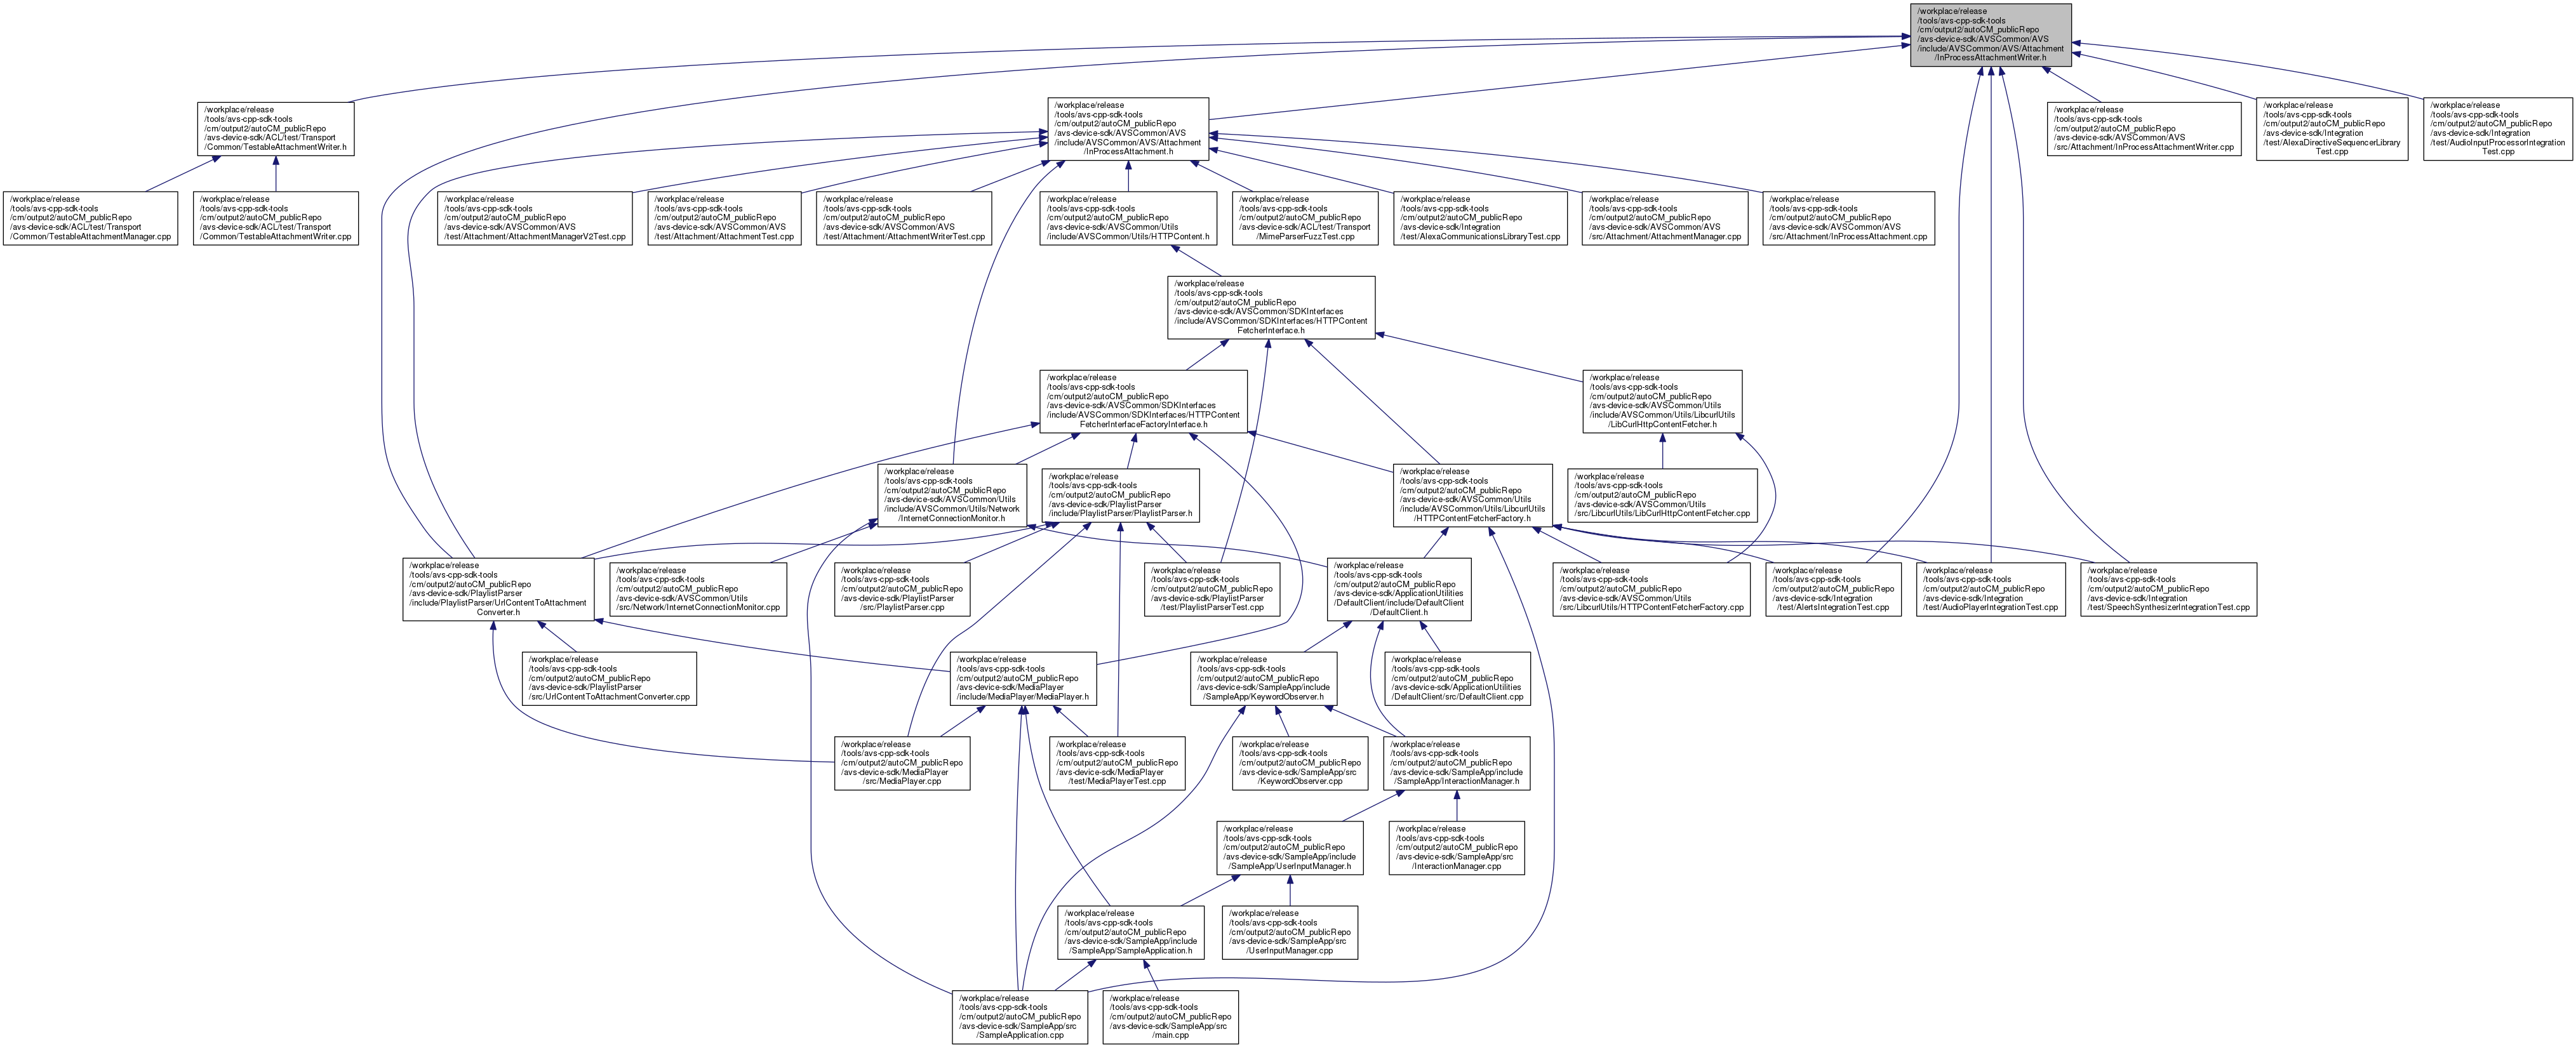 /workplace/release
/tools/avs-cpp-sdk-tools
/cm/output2/autoCM_publicRepo
/avs-device-sdk/AVSCommon/AVS
/include/AVSCommon/AVS/Attachment
/InProcessAttachmentWriter.h
/workplace/release
/tools/avs-cpp-sdk-tools
/cm/output2/autoCM_publicRepo
/avs-device-sdk/ACL/test/Transport
/Common/TestableAttachmentWriter.h
/workplace/release
/tools/avs-cpp-sdk-tools
/cm/output2/autoCM_publicRepo
/avs-device-sdk/AVSCommon/AVS
/include/AVSCommon/AVS/Attachment
/InProcessAttachment.h
/workplace/release
/tools/avs-cpp-sdk-tools
/cm/output2/autoCM_publicRepo
/avs-device-sdk/AVSCommon/AVS
/src/Attachment/InProcessAttachmentWriter.cpp
/workplace/release
/tools/avs-cpp-sdk-tools
/cm/output2/autoCM_publicRepo
/avs-device-sdk/Integration
/test/AlexaDirectiveSequencerLibrary
Test.cpp
/workplace/release
/tools/avs-cpp-sdk-tools
/cm/output2/autoCM_publicRepo
/avs-device-sdk/Integration
/test/AudioInputProcessorIntegration
Test.cpp
/workplace/release
/tools/avs-cpp-sdk-tools
/cm/output2/autoCM_publicRepo
/avs-device-sdk/ACL/test/Transport
/Common/TestableAttachmentManager.cpp
/workplace/release
/tools/avs-cpp-sdk-tools
/cm/output2/autoCM_publicRepo
/avs-device-sdk/ACL/test/Transport
/Common/TestableAttachmentWriter.cpp
/workplace/release
/tools/avs-cpp-sdk-tools
/cm/output2/autoCM_publicRepo
/avs-device-sdk/AVSCommon/AVS
/test/Attachment/AttachmentManagerV2Test.cpp
/workplace/release
/tools/avs-cpp-sdk-tools
/cm/output2/autoCM_publicRepo
/avs-device-sdk/AVSCommon/AVS
/test/Attachment/AttachmentTest.cpp
/workplace/release
/tools/avs-cpp-sdk-tools
/cm/output2/autoCM_publicRepo
/avs-device-sdk/AVSCommon/AVS
/test/Attachment/AttachmentWriterTest.cpp
/workplace/release
/tools/avs-cpp-sdk-tools
/cm/output2/autoCM_publicRepo
/avs-device-sdk/AVSCommon/Utils
/include/AVSCommon/Utils/HTTPContent.h
/workplace/release
/tools/avs-cpp-sdk-tools
/cm/output2/autoCM_publicRepo
/avs-device-sdk/ACL/test/Transport
/MimeParserFuzzTest.cpp
/workplace/release
/tools/avs-cpp-sdk-tools
/cm/output2/autoCM_publicRepo
/avs-device-sdk/Integration
/test/AlexaCommunicationsLibraryTest.cpp
/workplace/release
/tools/avs-cpp-sdk-tools
/cm/output2/autoCM_publicRepo
/avs-device-sdk/AVSCommon/AVS
/src/Attachment/AttachmentManager.cpp
/workplace/release
/tools/avs-cpp-sdk-tools
/cm/output2/autoCM_publicRepo
/avs-device-sdk/AVSCommon/AVS
/src/Attachment/InProcessAttachment.cpp
/workplace/release
/tools/avs-cpp-sdk-tools
/cm/output2/autoCM_publicRepo
/avs-device-sdk/AVSCommon/SDKInterfaces
/include/AVSCommon/SDKInterfaces/HTTPContent
FetcherInterface.h
/workplace/release
/tools/avs-cpp-sdk-tools
/cm/output2/autoCM_publicRepo
/avs-device-sdk/AVSCommon/SDKInterfaces
/include/AVSCommon/SDKInterfaces/HTTPContent
FetcherInterfaceFactoryInterface.h
/workplace/release
/tools/avs-cpp-sdk-tools
/cm/output2/autoCM_publicRepo
/avs-device-sdk/AVSCommon/Utils
/include/AVSCommon/Utils/LibcurlUtils
/LibCurlHttpContentFetcher.h
/workplace/release
/tools/avs-cpp-sdk-tools
/cm/output2/autoCM_publicRepo
/avs-device-sdk/AVSCommon/Utils
/include/AVSCommon/Utils/Network
/InternetConnectionMonitor.h
/workplace/release
/tools/avs-cpp-sdk-tools
/cm/output2/autoCM_publicRepo
/avs-device-sdk/PlaylistParser
/include/PlaylistParser/PlaylistParser.h
/workplace/release
/tools/avs-cpp-sdk-tools
/cm/output2/autoCM_publicRepo
/avs-device-sdk/AVSCommon/Utils
/include/AVSCommon/Utils/LibcurlUtils
/HTTPContentFetcherFactory.h
/workplace/release
/tools/avs-cpp-sdk-tools
/cm/output2/autoCM_publicRepo
/avs-device-sdk/AVSCommon/Utils
/src/LibcurlUtils/LibCurlHttpContentFetcher.cpp
/workplace/release
/tools/avs-cpp-sdk-tools
/cm/output2/autoCM_publicRepo
/avs-device-sdk/PlaylistParser
/include/PlaylistParser/UrlContentToAttachment
Converter.h
/workplace/release
/tools/avs-cpp-sdk-tools
/cm/output2/autoCM_publicRepo
/avs-device-sdk/AVSCommon/Utils
/src/Network/InternetConnectionMonitor.cpp
/workplace/release
/tools/avs-cpp-sdk-tools
/cm/output2/autoCM_publicRepo
/avs-device-sdk/PlaylistParser
/src/PlaylistParser.cpp
/workplace/release
/tools/avs-cpp-sdk-tools
/cm/output2/autoCM_publicRepo
/avs-device-sdk/PlaylistParser
/test/PlaylistParserTest.cpp
/workplace/release
/tools/avs-cpp-sdk-tools
/cm/output2/autoCM_publicRepo
/avs-device-sdk/ApplicationUtilities
/DefaultClient/include/DefaultClient
/DefaultClient.h
/workplace/release
/tools/avs-cpp-sdk-tools
/cm/output2/autoCM_publicRepo
/avs-device-sdk/AVSCommon/Utils
/src/LibcurlUtils/HTTPContentFetcherFactory.cpp
/workplace/release
/tools/avs-cpp-sdk-tools
/cm/output2/autoCM_publicRepo
/avs-device-sdk/Integration
/test/AlertsIntegrationTest.cpp
/workplace/release
/tools/avs-cpp-sdk-tools
/cm/output2/autoCM_publicRepo
/avs-device-sdk/Integration
/test/AudioPlayerIntegrationTest.cpp
/workplace/release
/tools/avs-cpp-sdk-tools
/cm/output2/autoCM_publicRepo
/avs-device-sdk/Integration
/test/SpeechSynthesizerIntegrationTest.cpp
/workplace/release
/tools/avs-cpp-sdk-tools
/cm/output2/autoCM_publicRepo
/avs-device-sdk/PlaylistParser
/src/UrlContentToAttachmentConverter.cpp
/workplace/release
/tools/avs-cpp-sdk-tools
/cm/output2/autoCM_publicRepo
/avs-device-sdk/MediaPlayer
/include/MediaPlayer/MediaPlayer.h
/workplace/release
/tools/avs-cpp-sdk-tools
/cm/output2/autoCM_publicRepo
/avs-device-sdk/SampleApp/include
/SampleApp/KeywordObserver.h
/workplace/release
/tools/avs-cpp-sdk-tools
/cm/output2/autoCM_publicRepo
/avs-device-sdk/ApplicationUtilities
/DefaultClient/src/DefaultClient.cpp
/workplace/release
/tools/avs-cpp-sdk-tools
/cm/output2/autoCM_publicRepo
/avs-device-sdk/MediaPlayer
/src/MediaPlayer.cpp
/workplace/release
/tools/avs-cpp-sdk-tools
/cm/output2/autoCM_publicRepo
/avs-device-sdk/MediaPlayer
/test/MediaPlayerTest.cpp
/workplace/release
/tools/avs-cpp-sdk-tools
/cm/output2/autoCM_publicRepo
/avs-device-sdk/SampleApp/src
/KeywordObserver.cpp
/workplace/release
/tools/avs-cpp-sdk-tools
/cm/output2/autoCM_publicRepo
/avs-device-sdk/SampleApp/include
/SampleApp/InteractionManager.h
/workplace/release
/tools/avs-cpp-sdk-tools
/cm/output2/autoCM_publicRepo
/avs-device-sdk/SampleApp/include
/SampleApp/UserInputManager.h
/workplace/release
/tools/avs-cpp-sdk-tools
/cm/output2/autoCM_publicRepo
/avs-device-sdk/SampleApp/src
/InteractionManager.cpp
/workplace/release
/tools/avs-cpp-sdk-tools
/cm/output2/autoCM_publicRepo
/avs-device-sdk/SampleApp/include
/SampleApp/SampleApplication.h
/workplace/release
/tools/avs-cpp-sdk-tools
/cm/output2/autoCM_publicRepo
/avs-device-sdk/SampleApp/src
/UserInputManager.cpp
/workplace/release
/tools/avs-cpp-sdk-tools
/cm/output2/autoCM_publicRepo
/avs-device-sdk/SampleApp/src
/SampleApplication.cpp
/workplace/release
/tools/avs-cpp-sdk-tools
/cm/output2/autoCM_publicRepo
/avs-device-sdk/SampleApp/src
/main.cpp